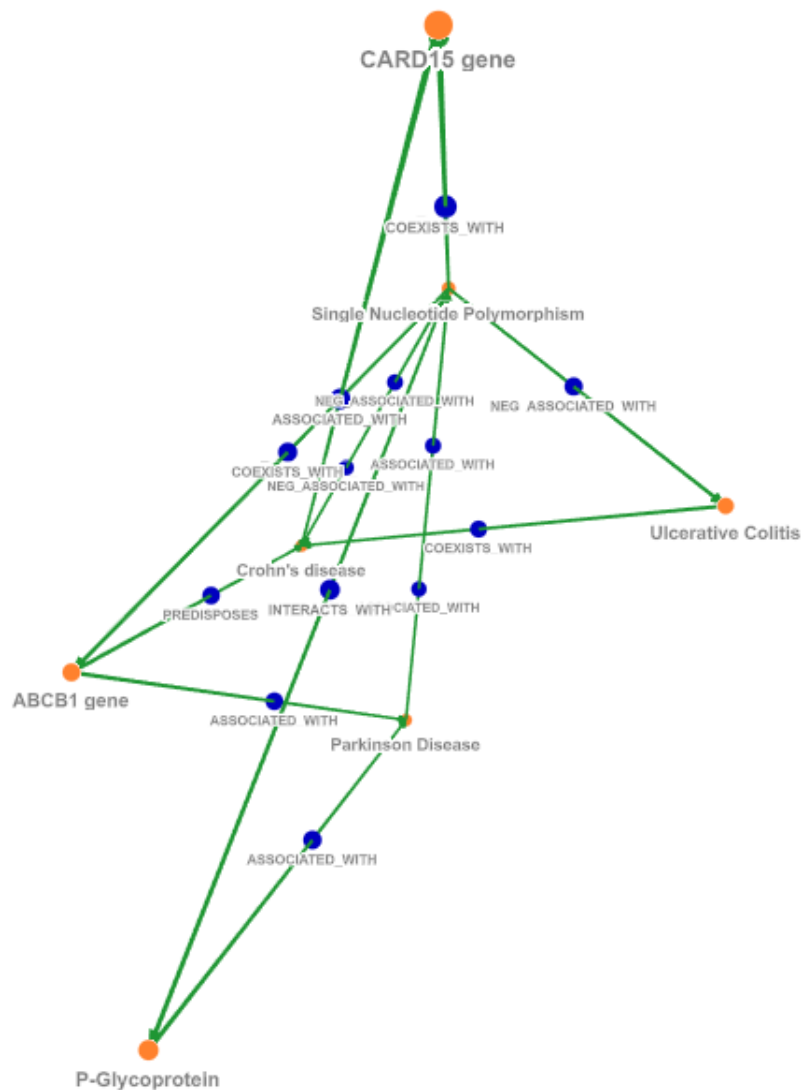 CARD15 gene
COEXISTS_WITH
Single Nucleotide Polymorphism
NEG_ASSOCIATED_WITH
NEG_ASSOCIATED_WITH
ASSOCIATED_WITH
ASSOCIATED_WITH
COEXISTS_WITH
NEG_ASSOCIATED_WITH
Ulcerative Colitis
COEXISTS_WITH
Crohn's disease
PREDISPOSES
INTERACTS_WITH
CIATED_WITH
ABCB1 gene
ASSOCIATED_WITH
Parkinson Disease
ASSOCIATED_WITH
P-Glycoprotein